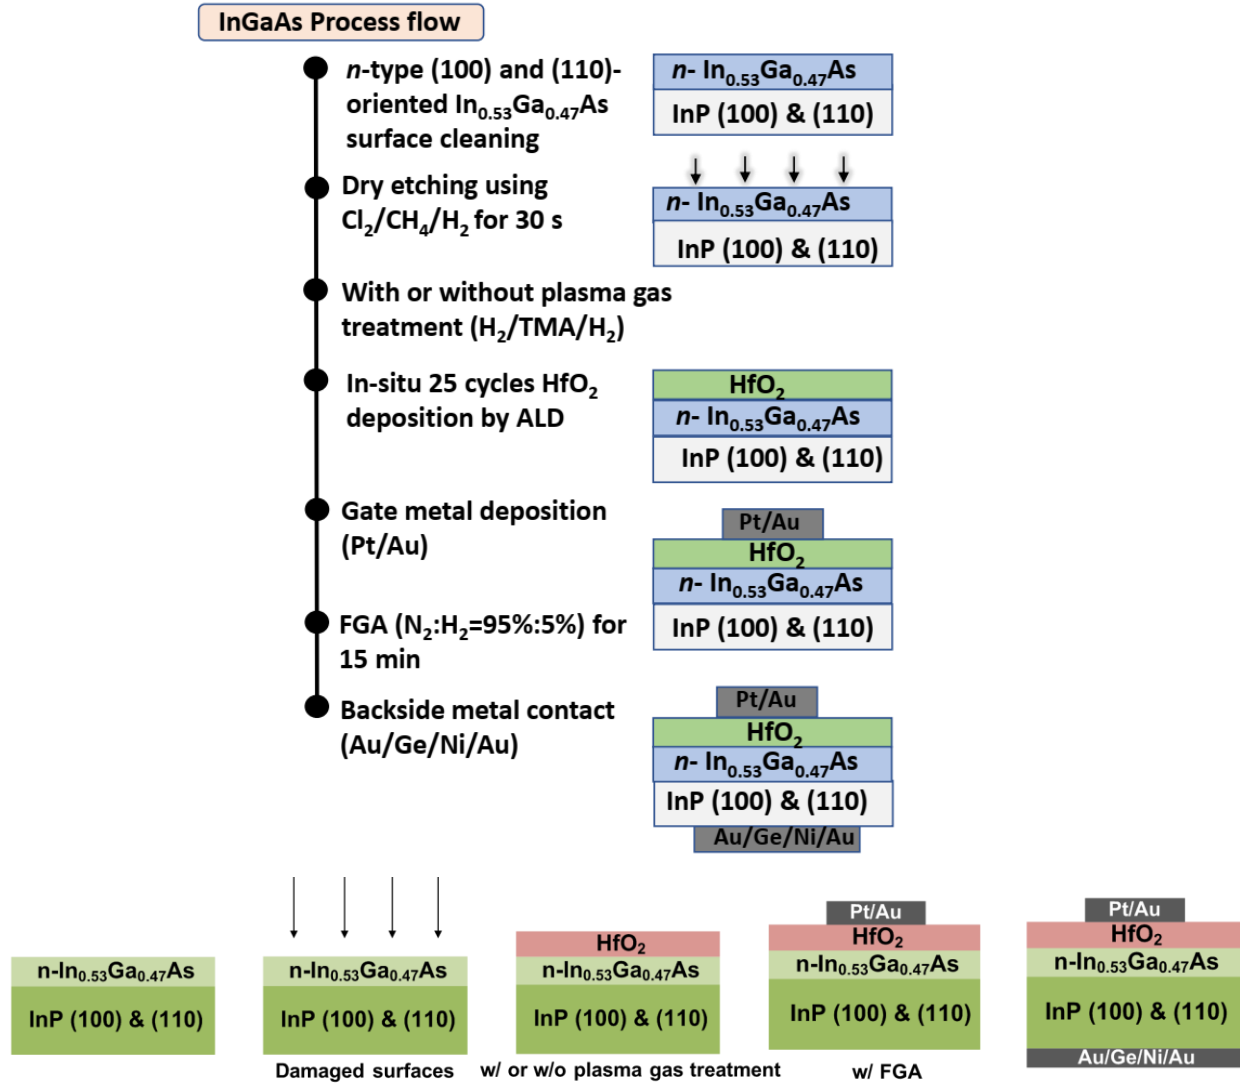 InGaAs Process flow
n-type (100) and (110)-
oriented In0.53Ga0.47As
surface cleaning
n- In0.53Ga0.47As
InP (100) & (110)
Dry etching using
Cl2/CH4/H2 for 30 s
n- In0.53Ga0.47As
InP (100) & (110)
With or without plasma gas
treatment (H2/TMA/H2)
In-situ 25 cycles HfO2
deposition by ALD
HfO2
n- In0.53Ga0.47As
InP (100) & (110)
Gate metal deposition
(Pt/Au)
Pt/Au
HfO2
n- In0.53Ga0.47As
InP (100) & (110)
FGA (N2:H2=95%:5%) for
15 min
Backside metal contact
(Au/Ge/Ni/Au)
Pt/Au
HfO2
n- In0.53Ga0.47As
InP (100) & (110)
Au/Ge/Ni/Au
n-In0.53Ga0.47As
InP (100) & (110)
n-In0.53Ga0.47As
InP (100) & (110)
Damaged surfaces
HfO2
n-In0.53Ga0.47As
InP (100) & (110)
w/ or w/o plasma gas treatment
Pt/Au
HfO2
n-In0.53Ga0.47As
InP (100) & (110)
w/ FGA
Pt/Au
HfO2
n-In0.53Ga0.47As
InP (100) & (110)
Au/Ge/Ni/Au